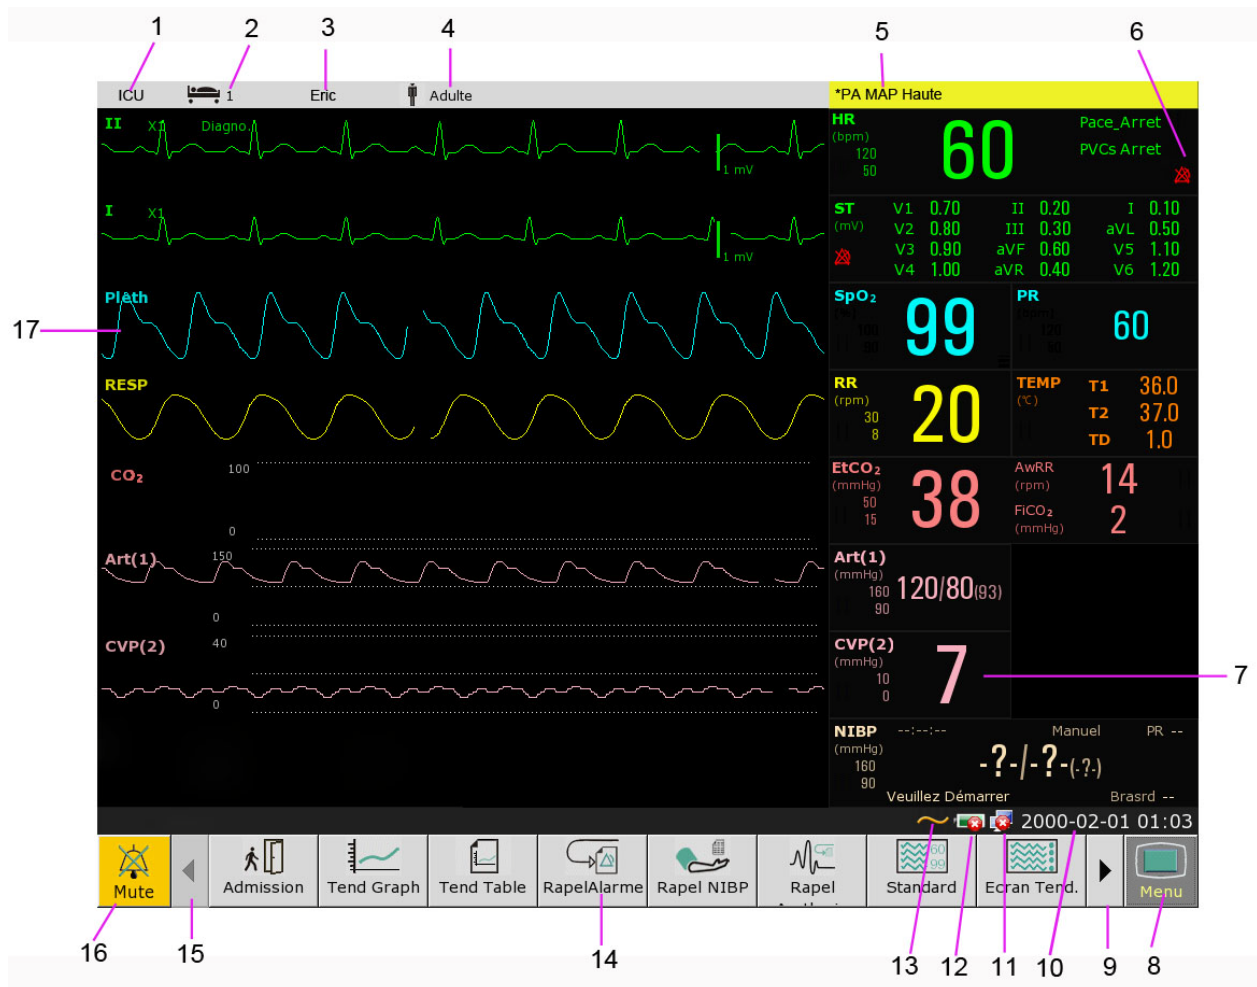 1 2 3 4 5 6
ICU 1 Eric Adulte *PA MAP Haute
II X1 Diagno.
1 mV
HR
(bpm)
120
50
60
Pace_Arret
PVCs Arret
I X1
1 mV
ST
(mV)
V1 0.70 II 0.20 I 0.10
V2 0.80 III 0.30 aVL 0.50
V3 0.90 aVF 0.60 V5 1.10
V4 1.00 aVR 0.40 V6 1.20
17
Pleth
SpO2
(%)
100
90
99
PR
(bpm)
120
50
60
RESP
RR
(rpm)
30
8
20
TEMP
(℃)
T1 36.0
T2 37.0
TD 1.0
CO2
100
0
EtCO2
(mmHg)
50
15
38
AwRR
(rpm)
14
FiCO2
(mmHg)
2
Art(1)
150
0
Art(1)
(mmHg)
160
90
120/80(93)
CVP(2)
40
0
CVP(2)
(mmHg)
10
0
7
7
NIBP --:--:-- Manuel PR --
(mmHg)
160
90
-?-/-?-(-?-)
Veuillez Démarrer Brasrd --
2000-02-01 01:03
Mute
Admission
Tend Graph
Tend Table
RapelAlarme
Rapel NIBP
Rapel
60
99
Standard
Ecran Tend.
Menu
16 15 14 13 12 11 10 9 8